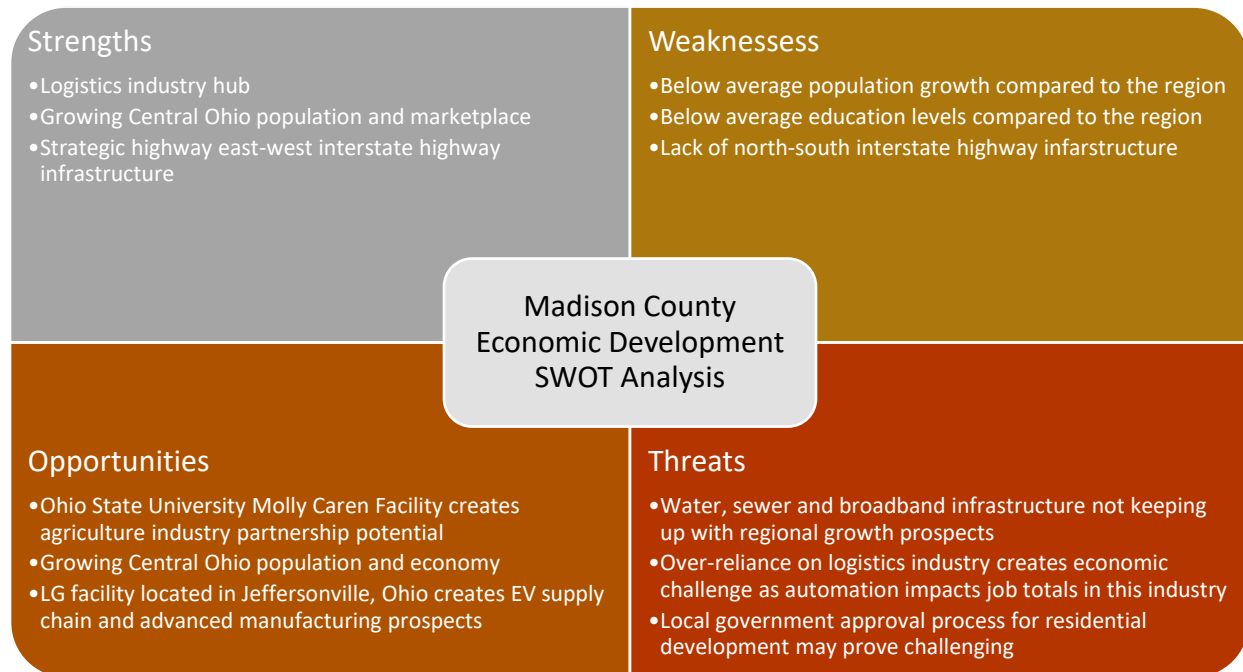 Strengths
•Logistics industry hub
•Growing Central Ohio population and marketplace
•Strategic highway east-west interstate highway
infrastructure
Weaknessess
•Below average population growth compared to the region
•Below average education levels compared to the region
•Lack of north-south interstate highway infarstructure
Madison County
Economic Development
SWOT Analysis
Opportunities
•Ohio State University Molly Caren Facility creates
agriculture industry partnership potential
•Growing Central Ohio population and economy
•LG facility located in Jeffersonville, Ohio creates EV supply
chain and advanced manufacturing prospects
Threats
•Water, sewer and broadband infrastructure not keeping
up with regional growth prospects
•Over-reliance on logistics industry creates economic
challenge as automation impacts job totals in this industry
•Local government approval process for residential
development may prove challenging